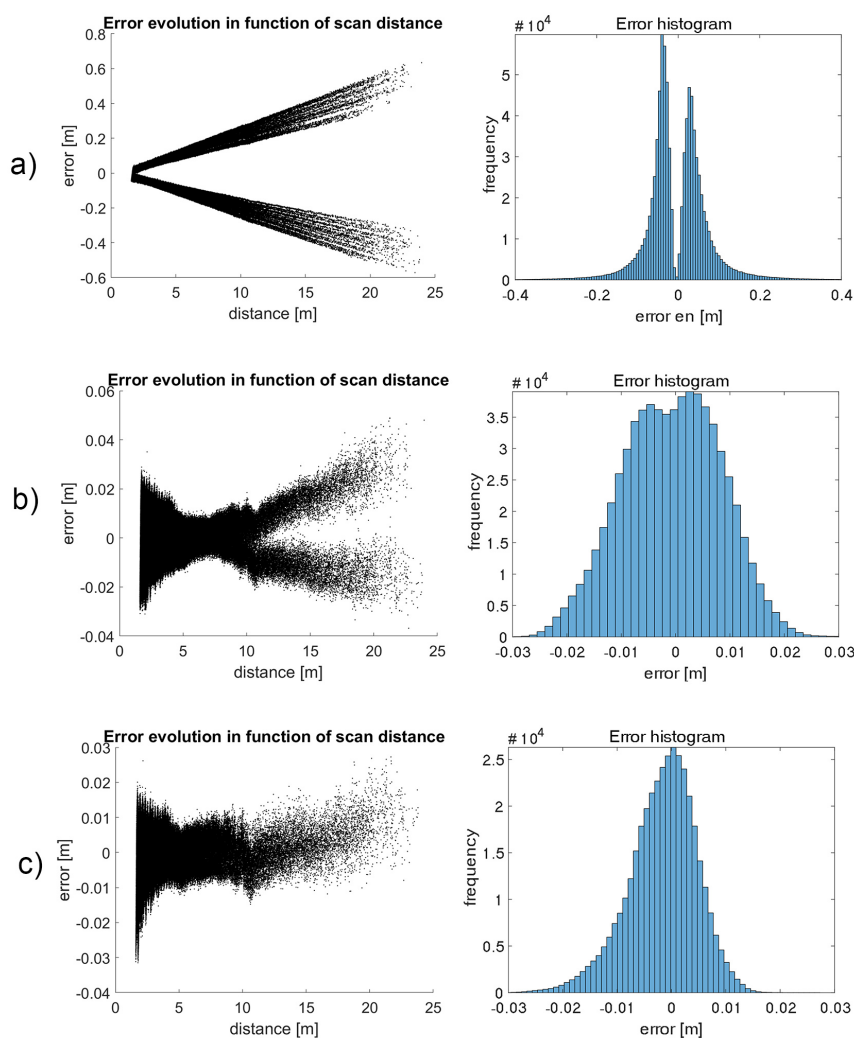 a)
Error evolution in function of scan distance
0.8
0.6
0.4
0.2
0
-0.2
-0.4
-0.6
error [m]
0 5 10 15 20 25
distance [m]
Error histogram
# 10^4
6
5
4
3
2
1
0
frequency
-0.4 -0.2 0 0.2 0.4
error en [m]
b)
Error evolution in function of scan distance
0.06
0.04
0.02
0
-0.02
-0.04
error [m]
0 5 10 15 20 25
distance [m]
Error histogram
# 10^4
3.5
3
2.5
2
1.5
1
0.5
0
frequency
-0.03 -0.02 -0.01 0 0.01 0.02 0.03
error [m]
c)
Error evolution in function of scan distance
0.03
0.02
0.01
0
-0.01
-0.02
-0.03
-0.04
error [m]
0 5 10 15 20 25
distance [m]
Error histogram
# 10^4
2.5
2
1.5
1
0.5
0
frequency
-0.03 -0.02 -0.01 0 0.01 0.02 0.03
error [m]